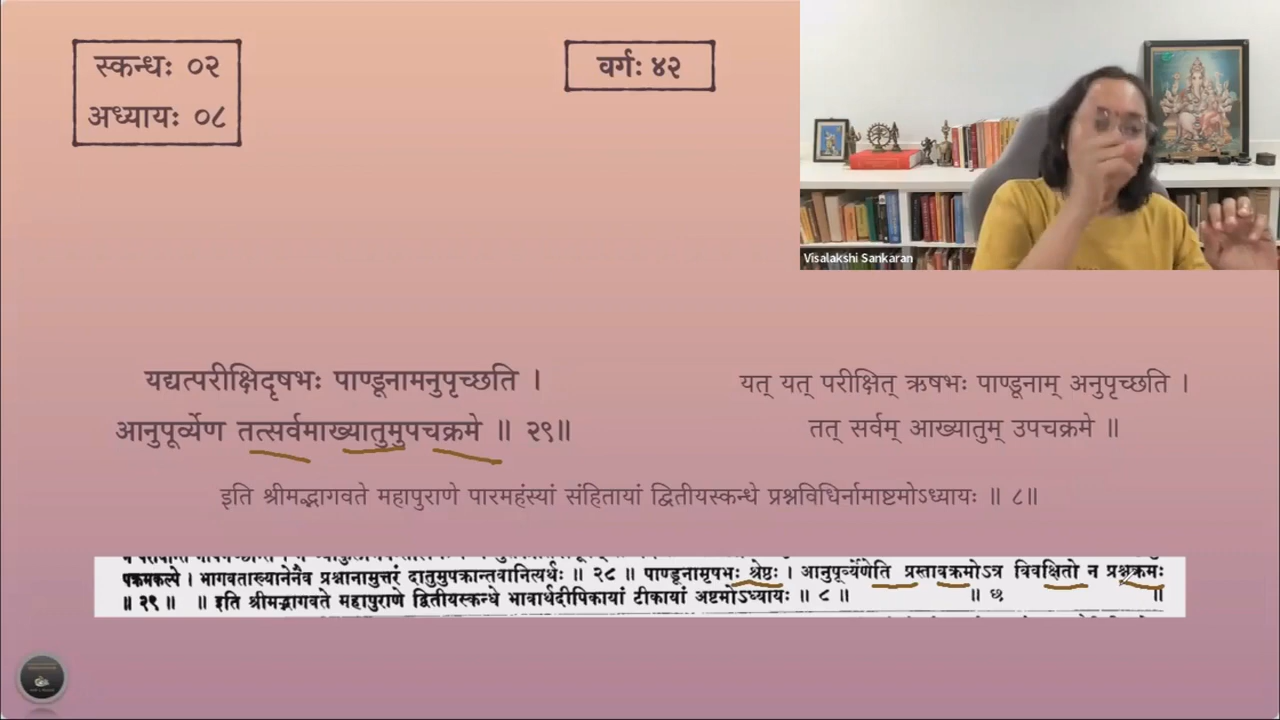 स्कन्धः ०२
अध्यायः ०८
वर्गः ४२
Visalakshi Sankaran
यद्यत्परीक्षिदृषभः पाण्डूनामनुपृच्छति ।
आनुपूर्व्येण तत्सर्वमाख्यातुमुपचक्रमे ॥ २९॥
यत् यत् परीक्षित् ऋषभः पाण्डूनाम् अनुपृच्छति ।
तत् सर्वम् आख्यातुम् उपचक्रमे ॥
इति श्रीमद्भागवते महापुराणे पारमहंस्यां संहितायां द्वितीयस्कन्धे प्रश्नविधिर्नामाष्टमोऽध्यायः ॥ ८॥
पक्रमकल्पे । भागवताख्यानेनैव प्रश्नानामुत्तरं दातुमुपक्रान्तवानित्यर्थः ॥ २८ ॥ पाण्डूनामृषभः श्रेष्ठः । आनुपूर्व्येणेति प्रस्तावक्रमोऽत्र विवक्षितो न प्रश्नक्रमः
॥ २९ ॥ ॥ इति श्रीमद्भागवते महापुराणे द्वितीयस्कन्धे भावार्थदीपिकायां टीकायां अष्टमोऽध्यायः ॥ ८ ॥ ॥ छ ॥